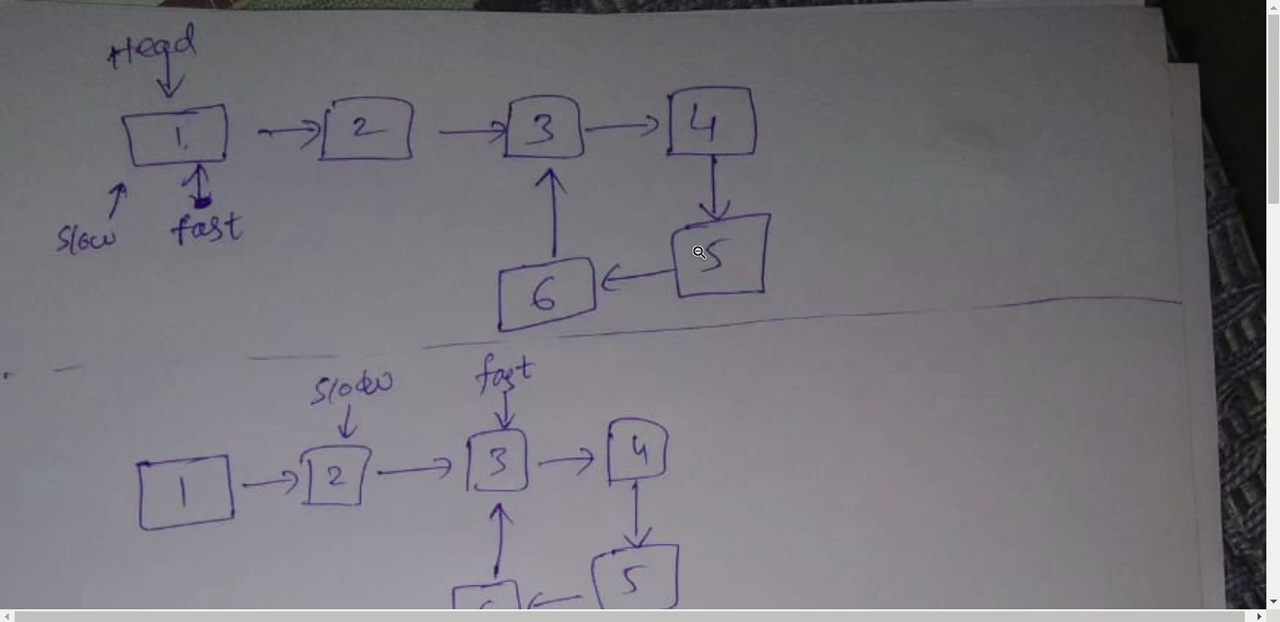 Head
1 2 3 4
slow fast
5
6
slow fast
1 2 3 4
5